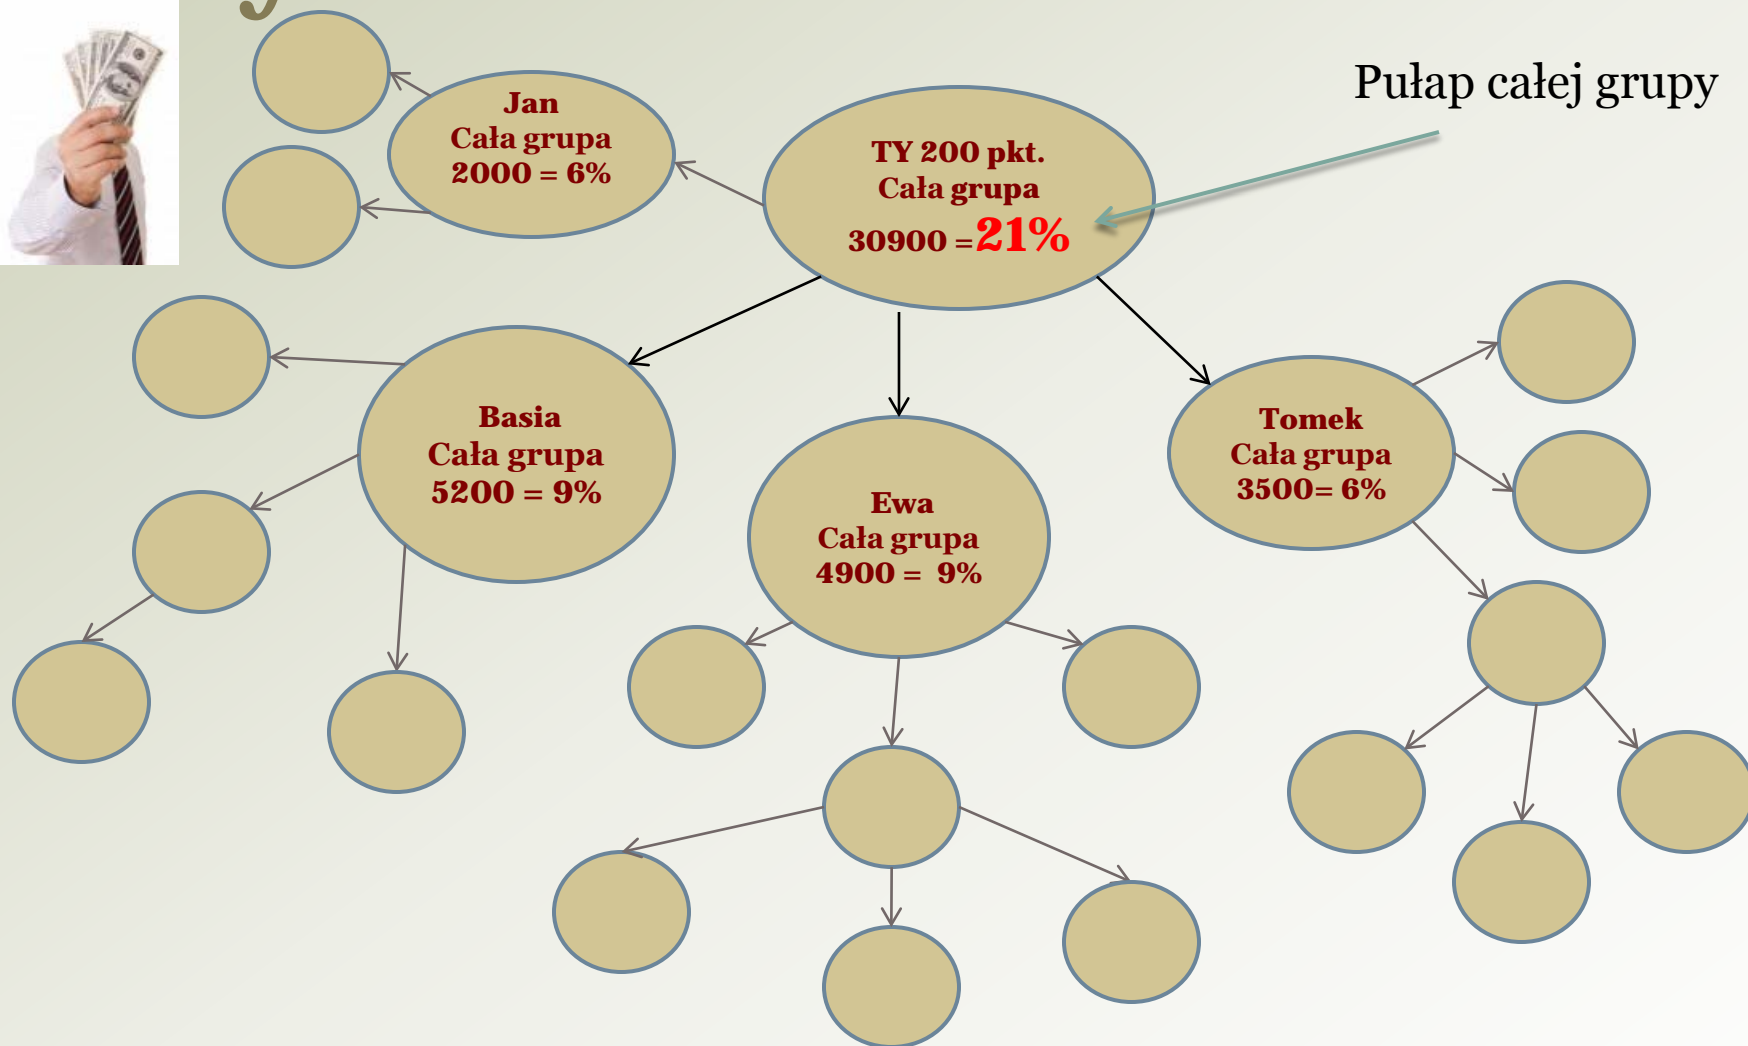 Pułap całej grupy
Jan
Cała grupa
2000 = 6%
TY 200 pkt.
Cała grupa
30900 =21%
Basia
Cała grupa
5200 = 9%
Ewa
Cała grupa
4900 =  9%
Tomek
Cała grupa
3500= 6%